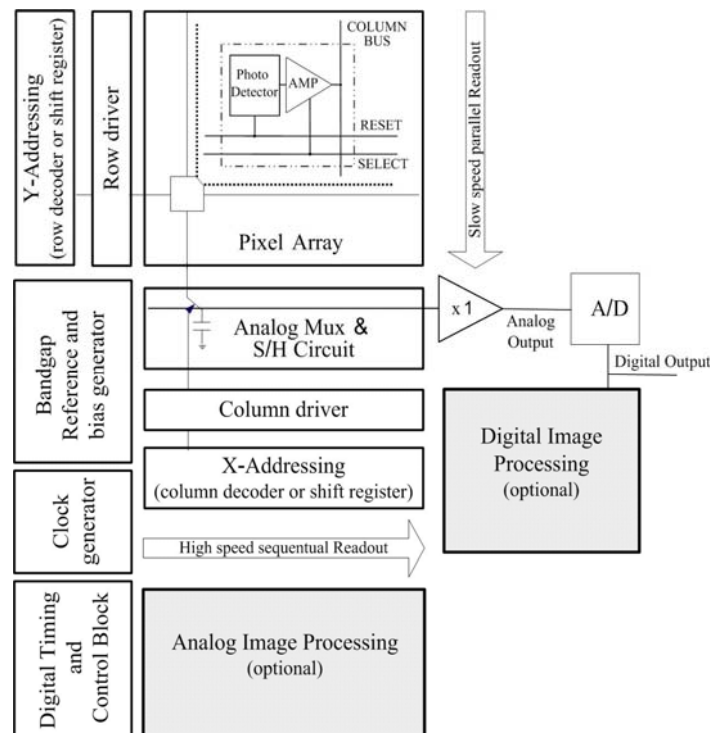 COLUMN
BUS
Photo
Detector
AMP
RESET
SELECT
Pixel Array
Y-Addressing
(row decoder or shift register)
Row driver
Slow speed parallel Readout
Bandgap
Reference and
bias generator
Analog Mux &
S/H Circuit
x 1
Analog
Output
A/D
Digital Output
Column driver
X-Addressing
(column decoder or shift register)
Digital Image
Processing
(optional)
Clock
generator
High speed sequentual Readout
Digital Timing
and
Control Block
Analog Image Processing
(optional)